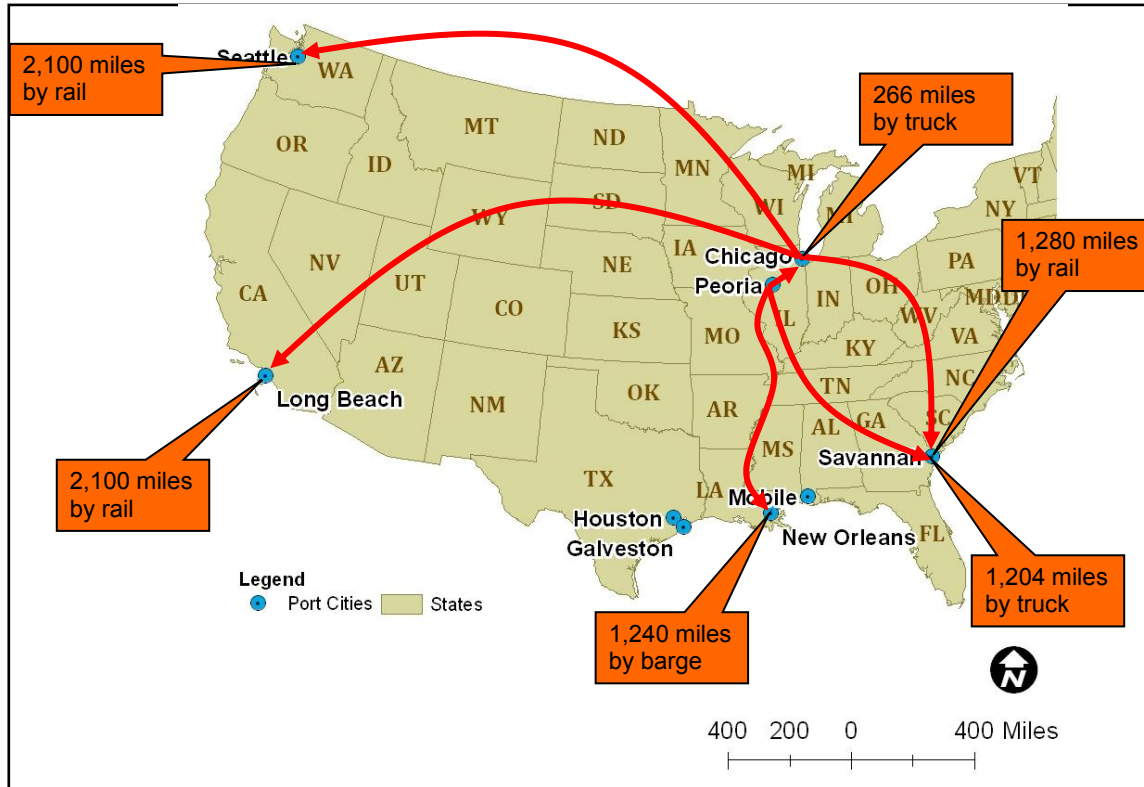 Seattle
2,100 miles
by rail
WA
266 miles
by truck
MT
ND
OR
ID
MN
MI
VT
WI
SD
WY
MI
NY
1,280 miles
by rail
IA
Chicago
PA
NV
NE
Peoria
OH
UT
IN
MD
D
CA
CO
IL
WV
VA
KS
MO
KY
AZ
NC
TN
Long Beach
NM
OK
AR
SC
AL
GA
MS
Savannah
2,100 miles
by rail
TX
LA
Mobile
Houston
New Orleans
FL
Galveston
Legend
Port Cities
States
1,204 miles
by truck
1,240 miles
by barge
N
400 200 0 400 Miles